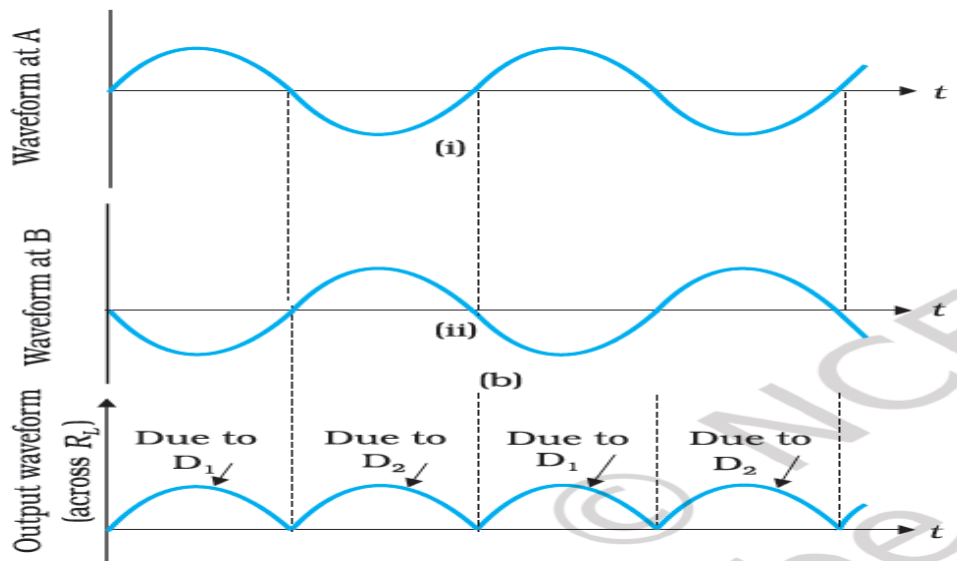 Waveform at A
t
(i)
Waveform at B
t
(ii)
(b)
Output waveform
(across R_L)
Due to
D₁
Due to
D₂
Due to
D₁
Due to
D₂
t
© NCE